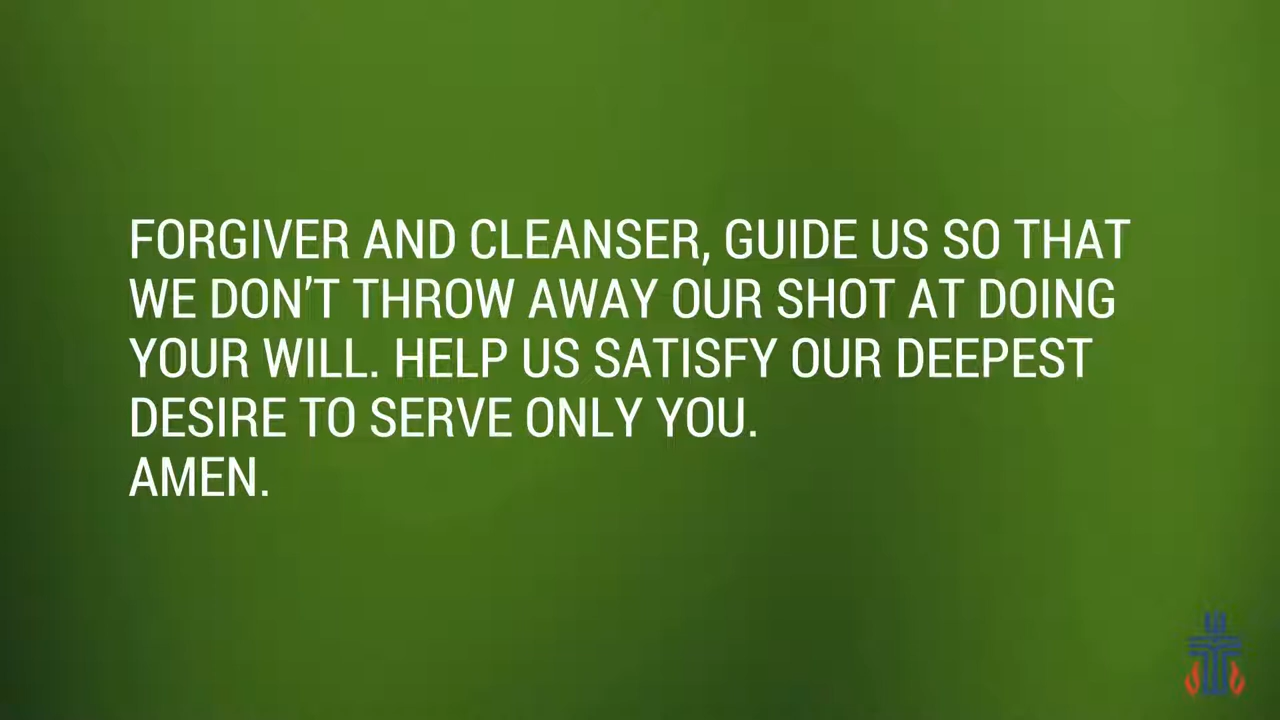 FORGIVER AND CLEANSER, GUIDE US SO THAT
WE DON’T THROW AWAY OUR SHOT AT DOING
YOUR WILL. HELP US SATISFY OUR DEEPEST
DESIRE TO SERVE ONLY YOU.
AMEN.